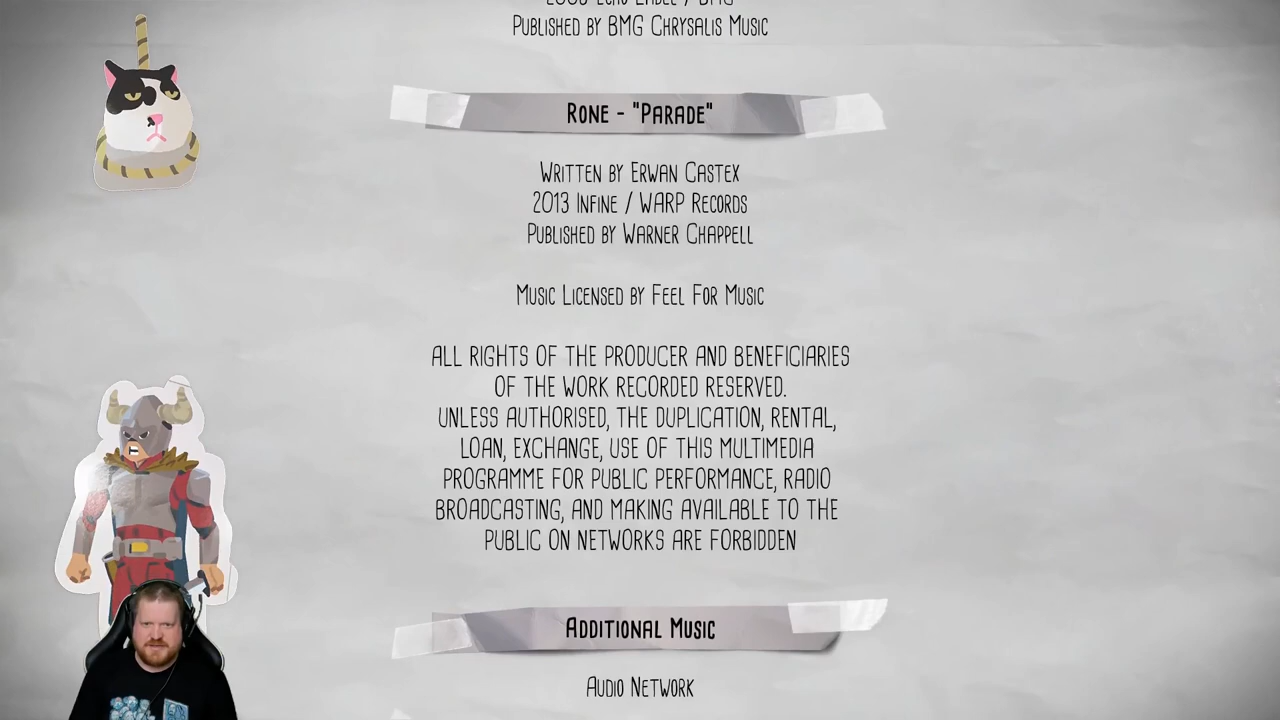 PUBLISHED BY BMG CHRYSALIS MUSIC
RONE - "PARADE"
WRITTEN BY ERWAN CASTEX
2013 INFINE / WARP RECORDS
PUBLISHED BY WARNER CHAPPELL
MUSIC LICENSED BY FEEL FOR MUSIC
ALL RIGHTS OF THE PRODUCER AND BENEFICIARIES
OF THE WORK RECORDED RESERVED.
UNLESS AUTHORISED, THE DUPLICATION, RENTAL,
LOAN, EXCHANGE, USE OF THIS MULTIMEDIA
PROGRAMME FOR PUBLIC PERFORMANCE, RADIO
BROADCASTING, AND MAKING AVAILABLE TO THE
PUBLIC ON NETWORKS ARE FORBIDDEN
ADDITIONAL MUSIC
AUDIO NETWORK